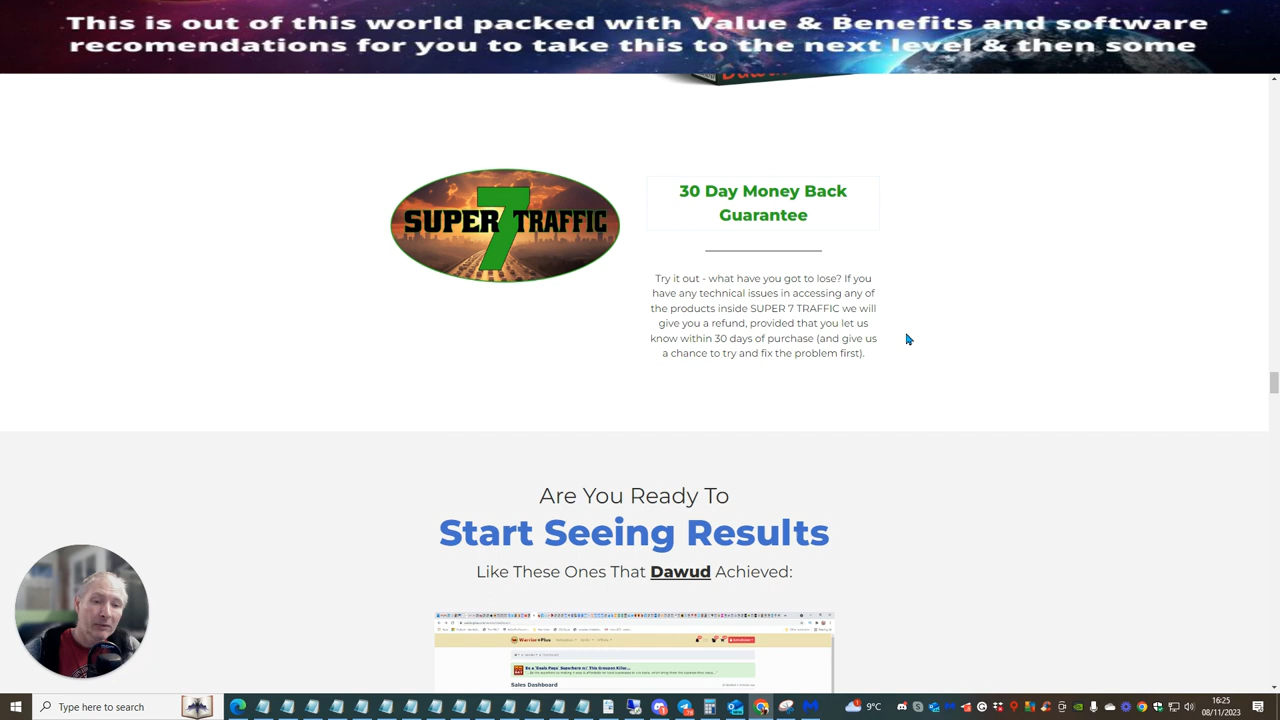 This is out of this world packed with Value & Benefits and software
recomendations for you to take this to the next level & then some
SUPER 7 TRAFFIC
30 Day Money Back
Guarantee
Try it out - what have you got to lose? If you
have any technical issues in accessing any of
the products inside SUPER 7 TRAFFIC we will
give you a refund, provided that you let us
know within 30 days of purchase (and give us
a chance to try and fix the problem first).
Are You Ready To
Start Seeing Results
Like These Ones That Dawud Achieved:
Warrior+Plus
Sales Dashboard
Type here to search
9°C
16:25
08/11/2023